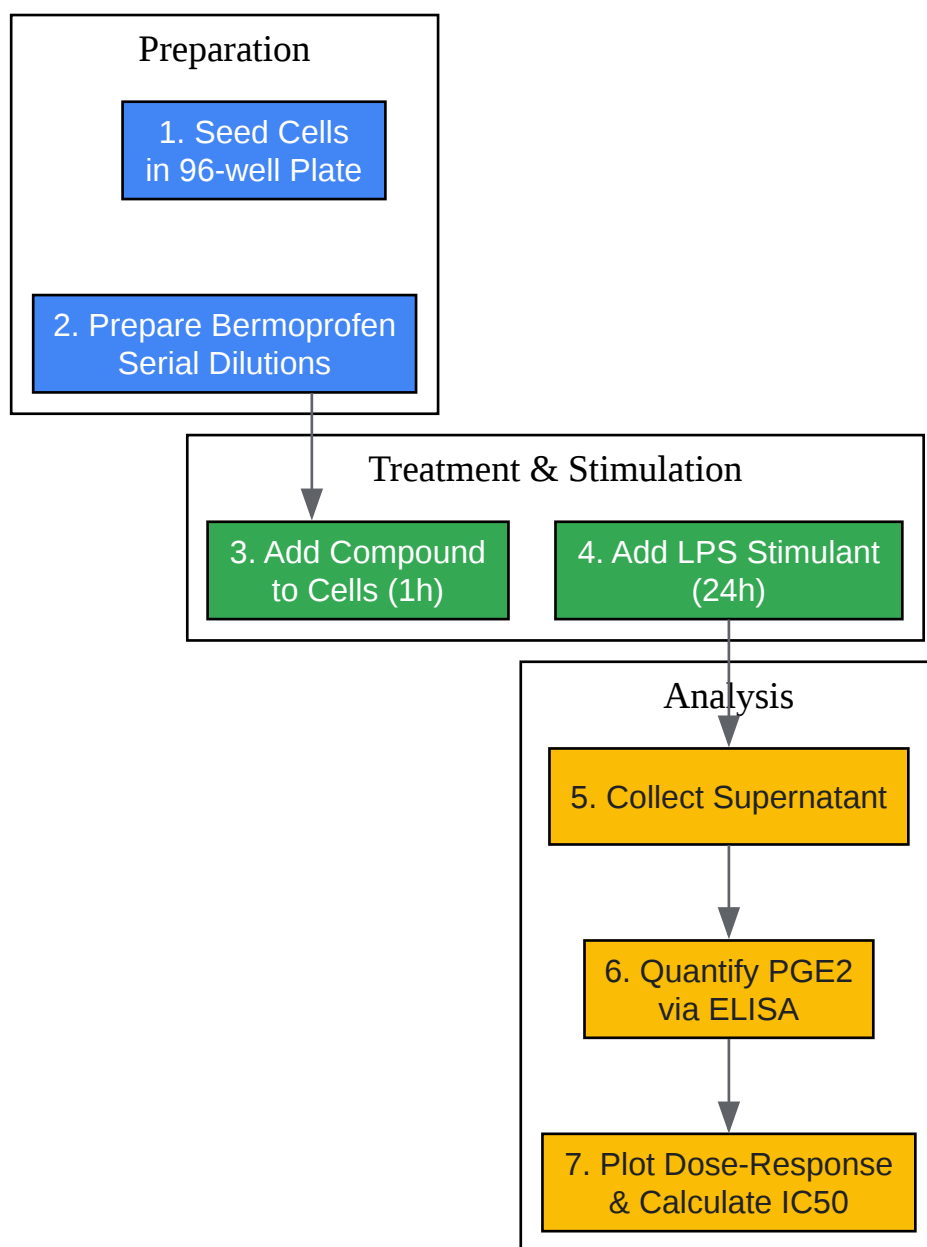 Preparation
1. Seed Cells
in 96-well Plate
2. Prepare Bermoprofen
Serial Dilutions
Treatment & Stimulation
3. Add Compound
to Cells (1h)
4. Add LPS Stimulant
(24h)
Analysis
5. Collect Supernatant
6. Quantify PGE2
via ELISA
7. Plot Dose-Response
& Calculate IC50